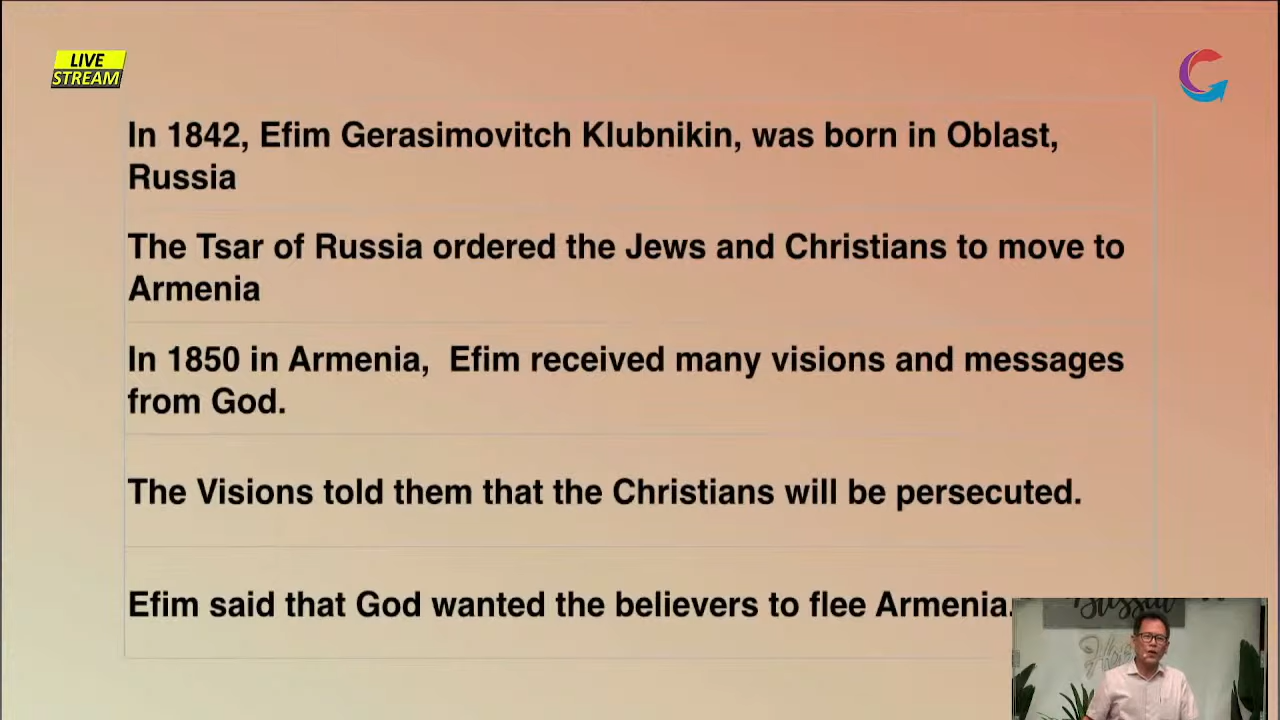 LIVE
STREAM
In 1842, Efim Gerasimovitch Klubnikin, was born in Oblast,
Russia
The Tsar of Russia ordered the Jews and Christians to move to
Armenia
In 1850 in Armenia,  Efim received many visions and messages
from God.
The Visions told them that the Christians will be persecuted.
Efim said that God wanted the believers to flee Armenia.